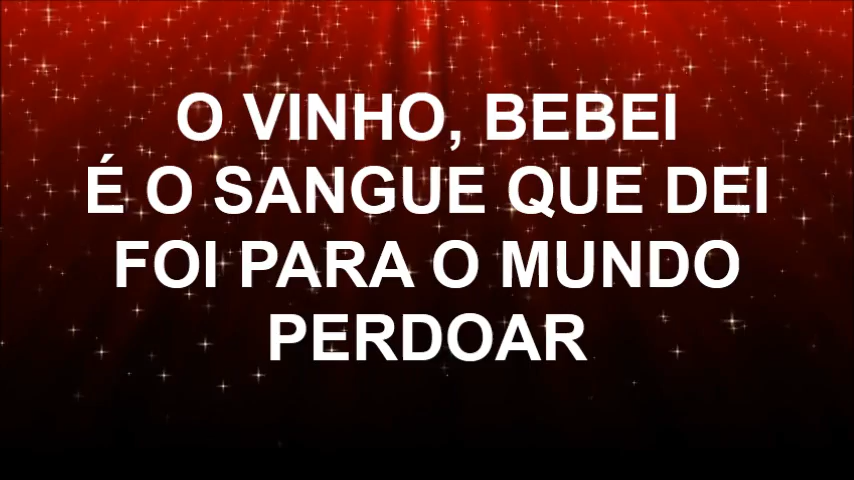 O VINHO, BEBEI
É O SANGUE QUE DEI
FOI PARA O MUNDO
PERDOAR